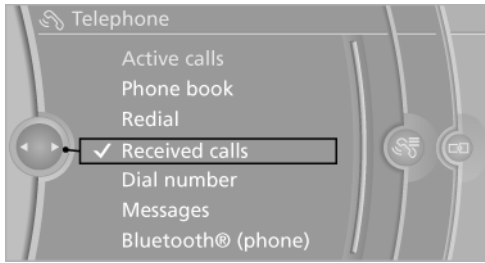 Telephone
Active calls
Phone book
Redial
Received calls
Dial number
Messages
Bluetooth® (phone)